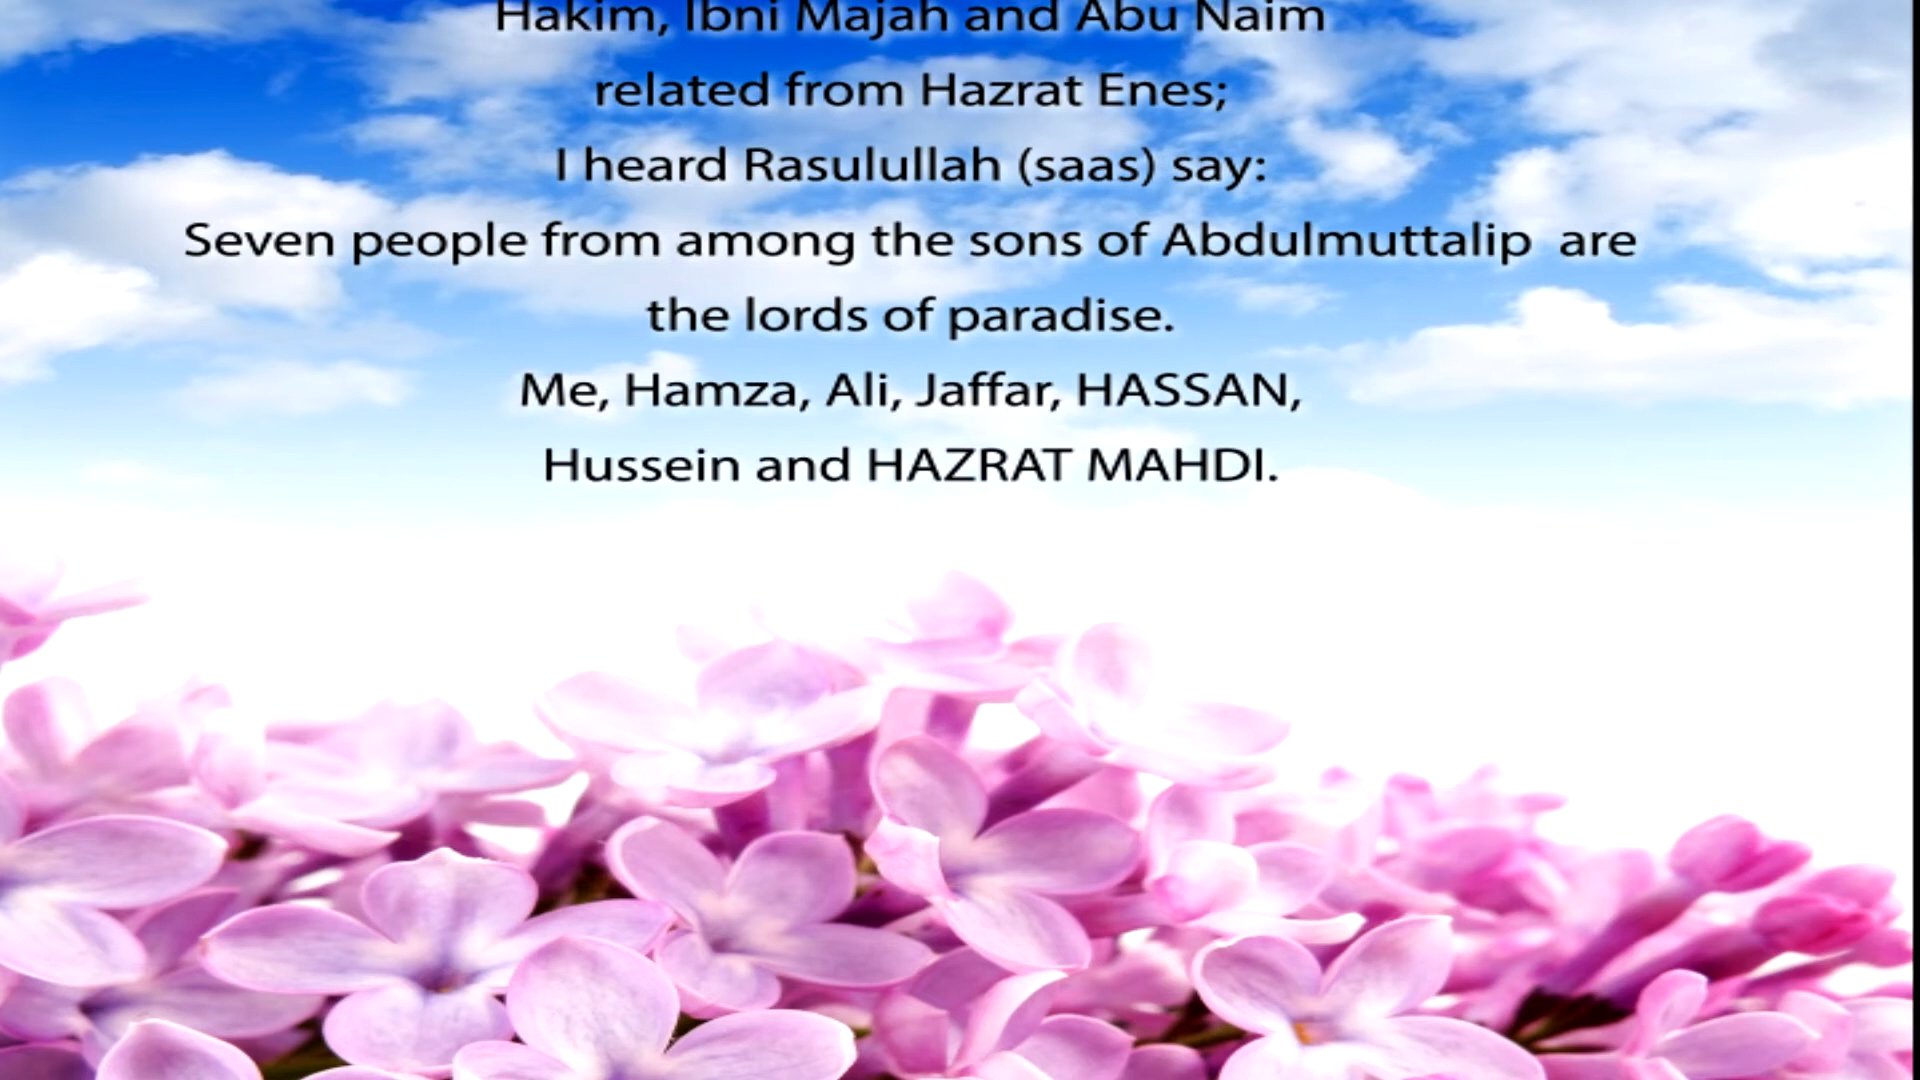 Hakim, Ibni Majah and Abu Naim
related from Hazrat Enes;
I heard Rasulullah (saas) say:
Seven people from among the sons of Abdulmuttalip are
the lords of paradise.
Me, Hamza, Ali, Jaffar, HASSAN,
Hussein and HAZRAT MAHDI.